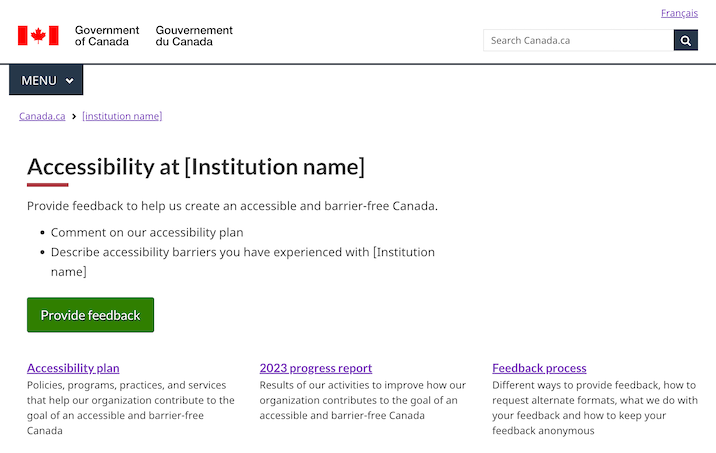 Français
Government
of Canada
Gouvernement
du Canada
Search Canada.ca
MENU
Canada.ca
[institution name]
Accessibility at [Institution name]
Provide feedback to help us create an accessible and barrier-free Canada.
Comment on our accessibility plan
Describe accessibility barriers you have experienced with [Institution
name]
Provide feedback
Accessibility plan
Policies, programs, practices, and services
that help our organization contribute to the
goal of an accessible and barrier-free
Canada
2023 progress report
Results of our activities to improve how our
organization contributes to the goal of an
accessible and barrier-free Canada
Feedback process
Different ways to provide feedback, how to
request alternate formats, what we do with
your feedback and how to keep your
feedback anonymous